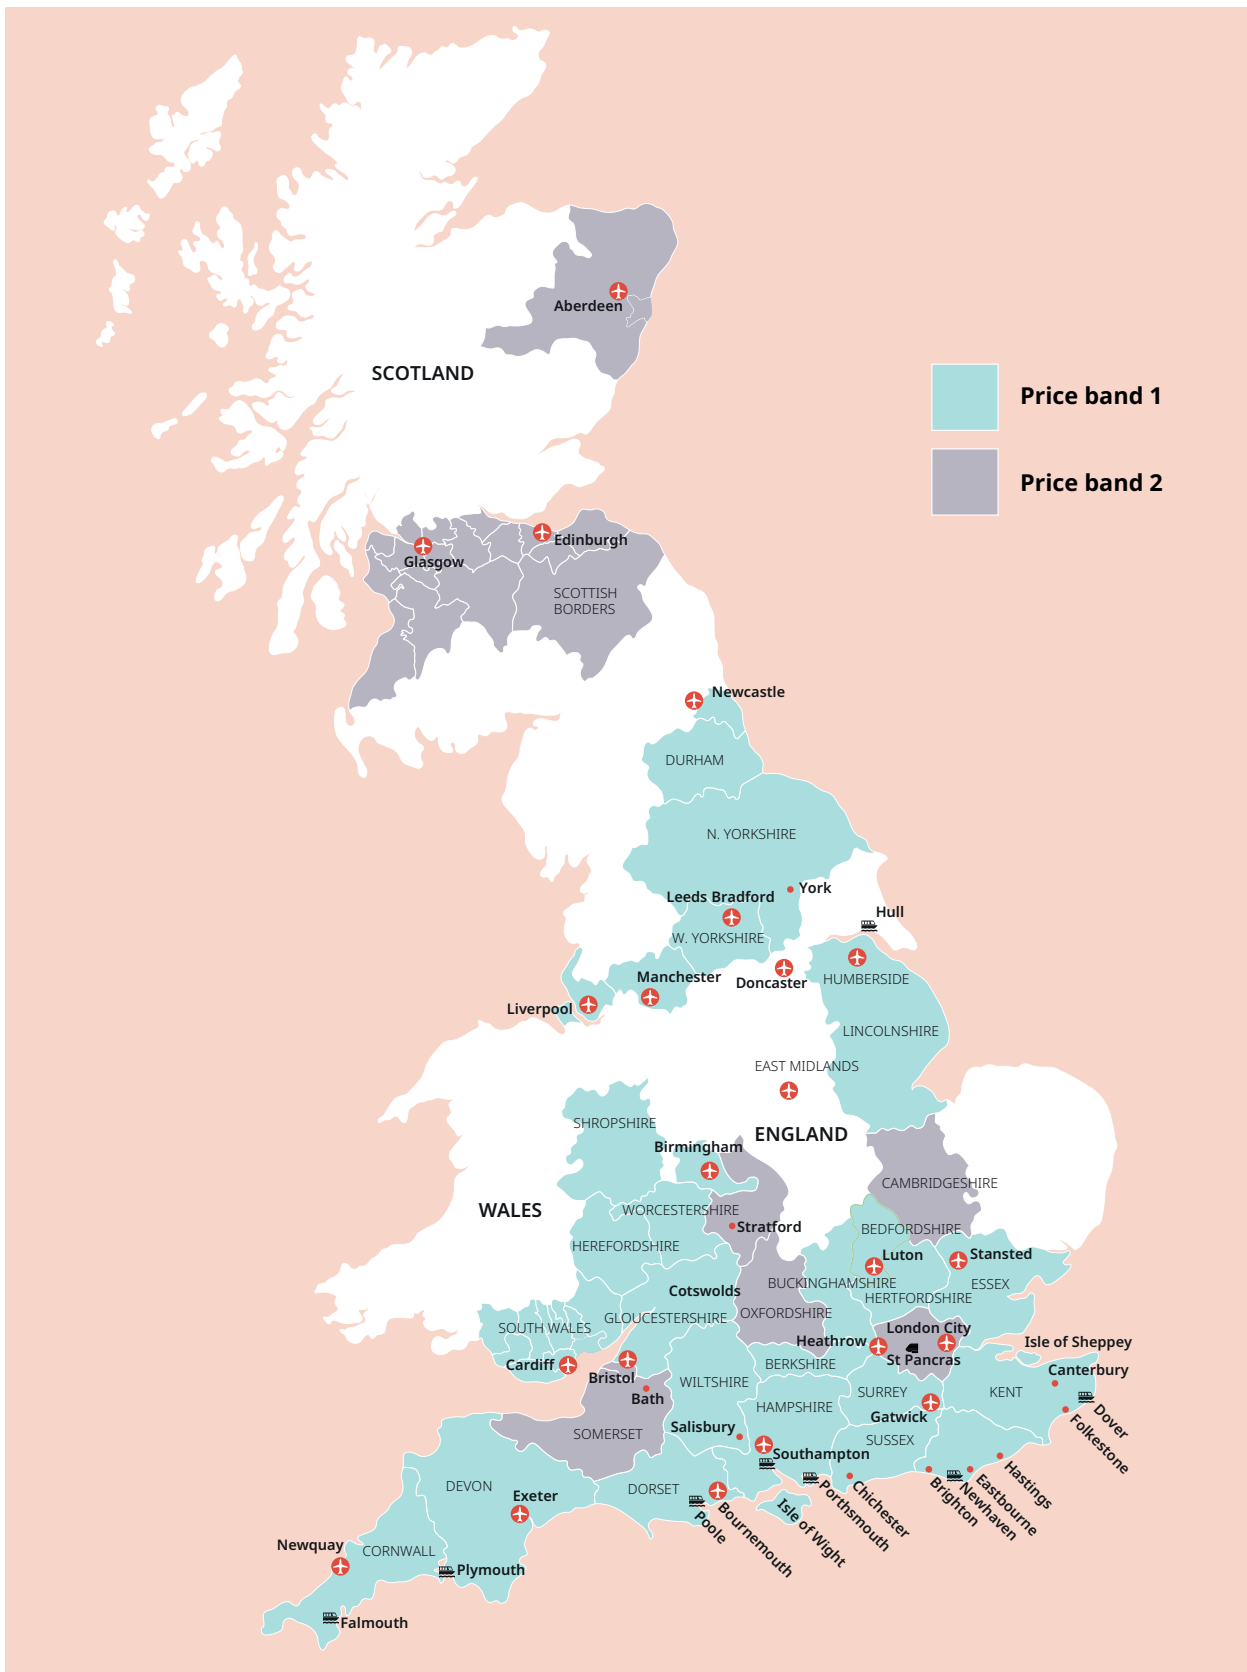 Aberdeen
SCOTLAND
Price band 1
Price band 2
Edinburgh
Glasgow
SCOTTISH
BORDERS
Newcastle
DURHAM
N. YORKSHIRE
York
Leeds Bradford
Hull
W. YORKSHIRE
Manchester
Doncaster
HUMBERSIDE
Liverpool
LINCOLNSHIRE
EAST MIDLANDS
SHROPSHIRE
ENGLAND
Birmingham
CAMBRIDGESHIRE
WALES
WORCESTERSHIRE
Stratford
BEDFORDSHIRE
HEREFORDSHIRE
Luton
Stansted
BUCKINGHAMSHIRE
ESSEX
Cotswolds
HERTFORDSHIRE
GLOUCESTERSHIRE
OXFORDSHIRE
SOUTH WALES
London City
Heathrow
Isle of Sheppey
St Pancras
Cardiff
BERKSHIRE
Canterbury
Bristol
WILTSHIRE
SURREY
KENT
Bath
HAMPSHIRE
Gatwick
Dover
Folkestone
Salisbury
SOMERSET
SUSSEX
Southampton
Hastings
DEVON
DORSET
Exeter
Eastbourne
Newhaven
Brighton
Chichester
Porthsmouth
Isle of Wight
Bournemouth
Poole
Newquay
CORNWALL
Plymouth
Falmouth